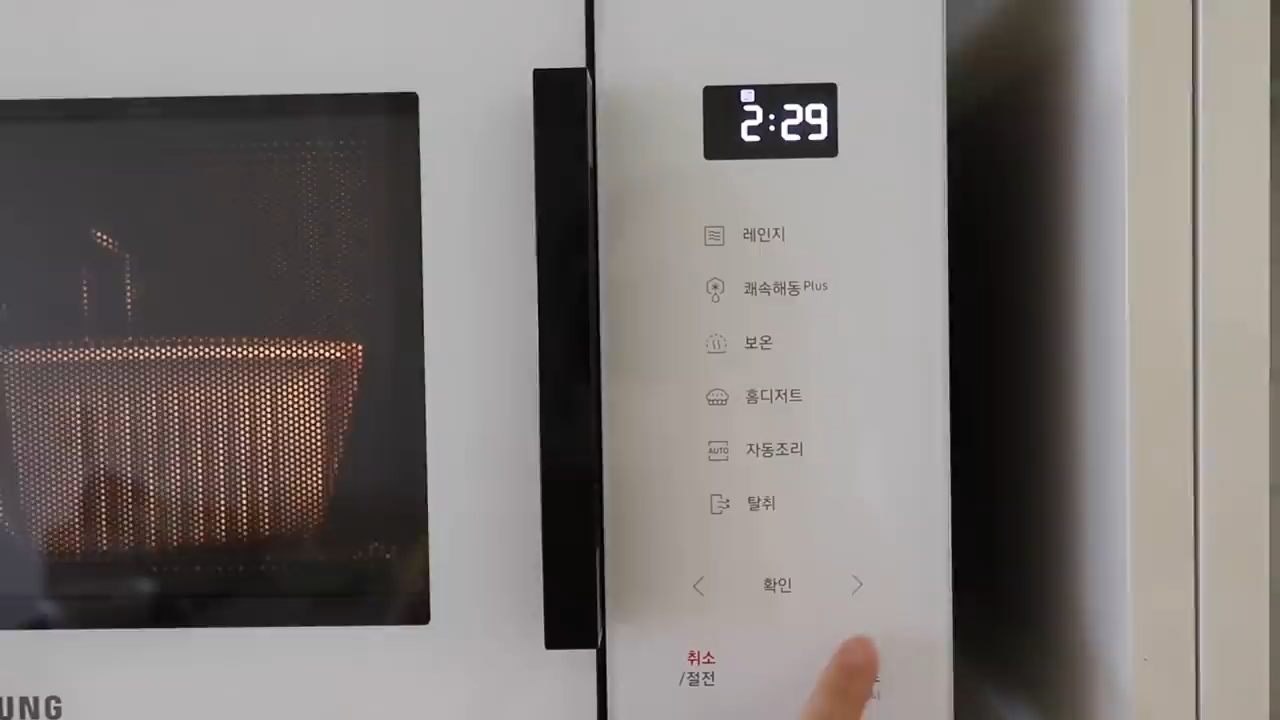 2:29
레인지
쾌속해동 Plus
보온
홈디저트
AUTO 자동조리
탈취
< 확인 >
취소
/절전
UNG